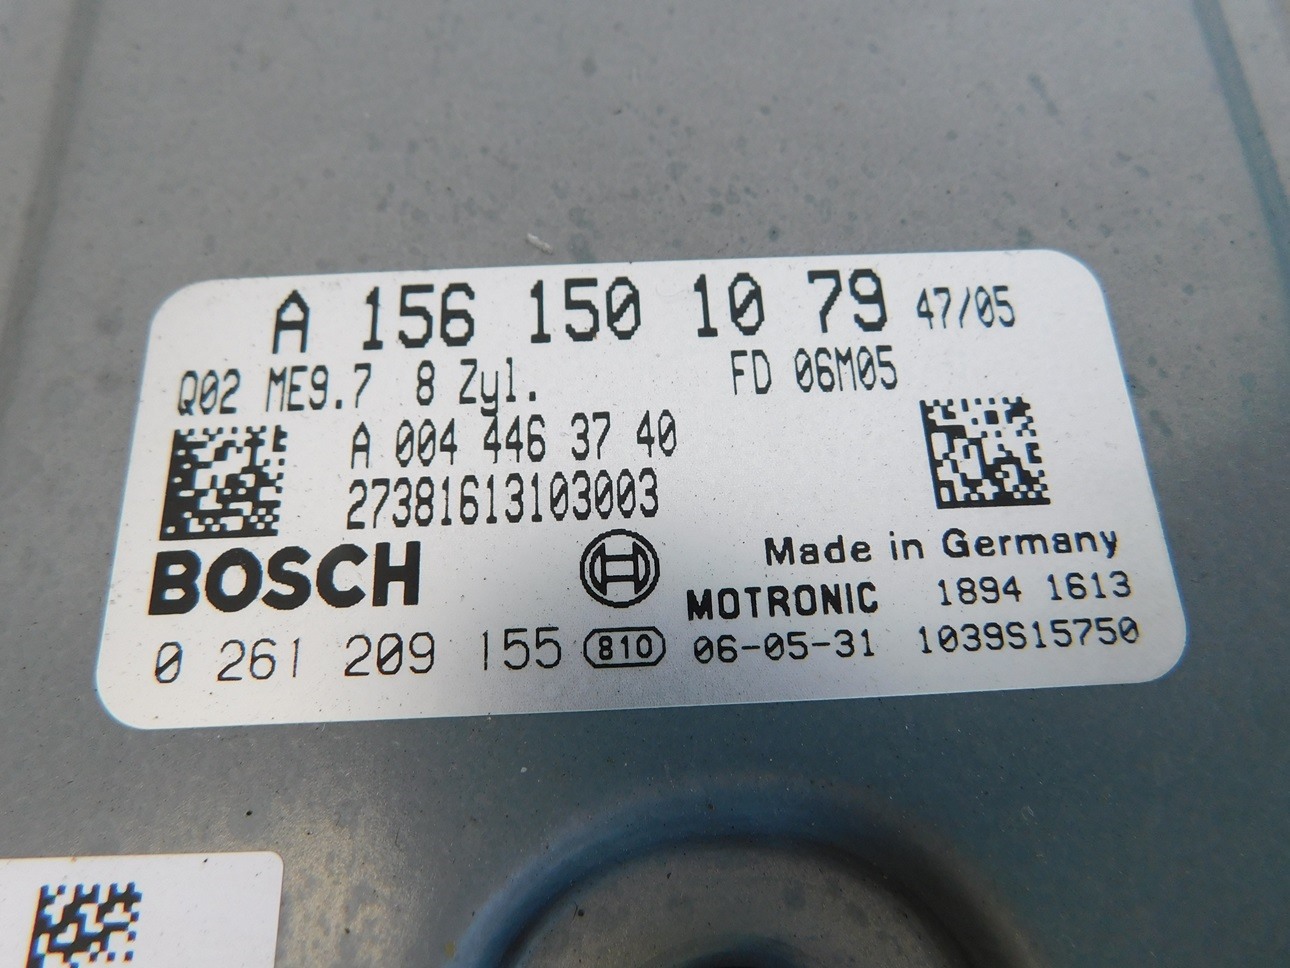 A 156 150 10 79 47/05
Q02 ME9.7 8 Zyl. FD 06M05
A 004 446 37 40
27381613103003
BOSCH Made in Germany
MOTRONIC 1894 1613
0 261 209 155 810 06-05-31 1039S15750